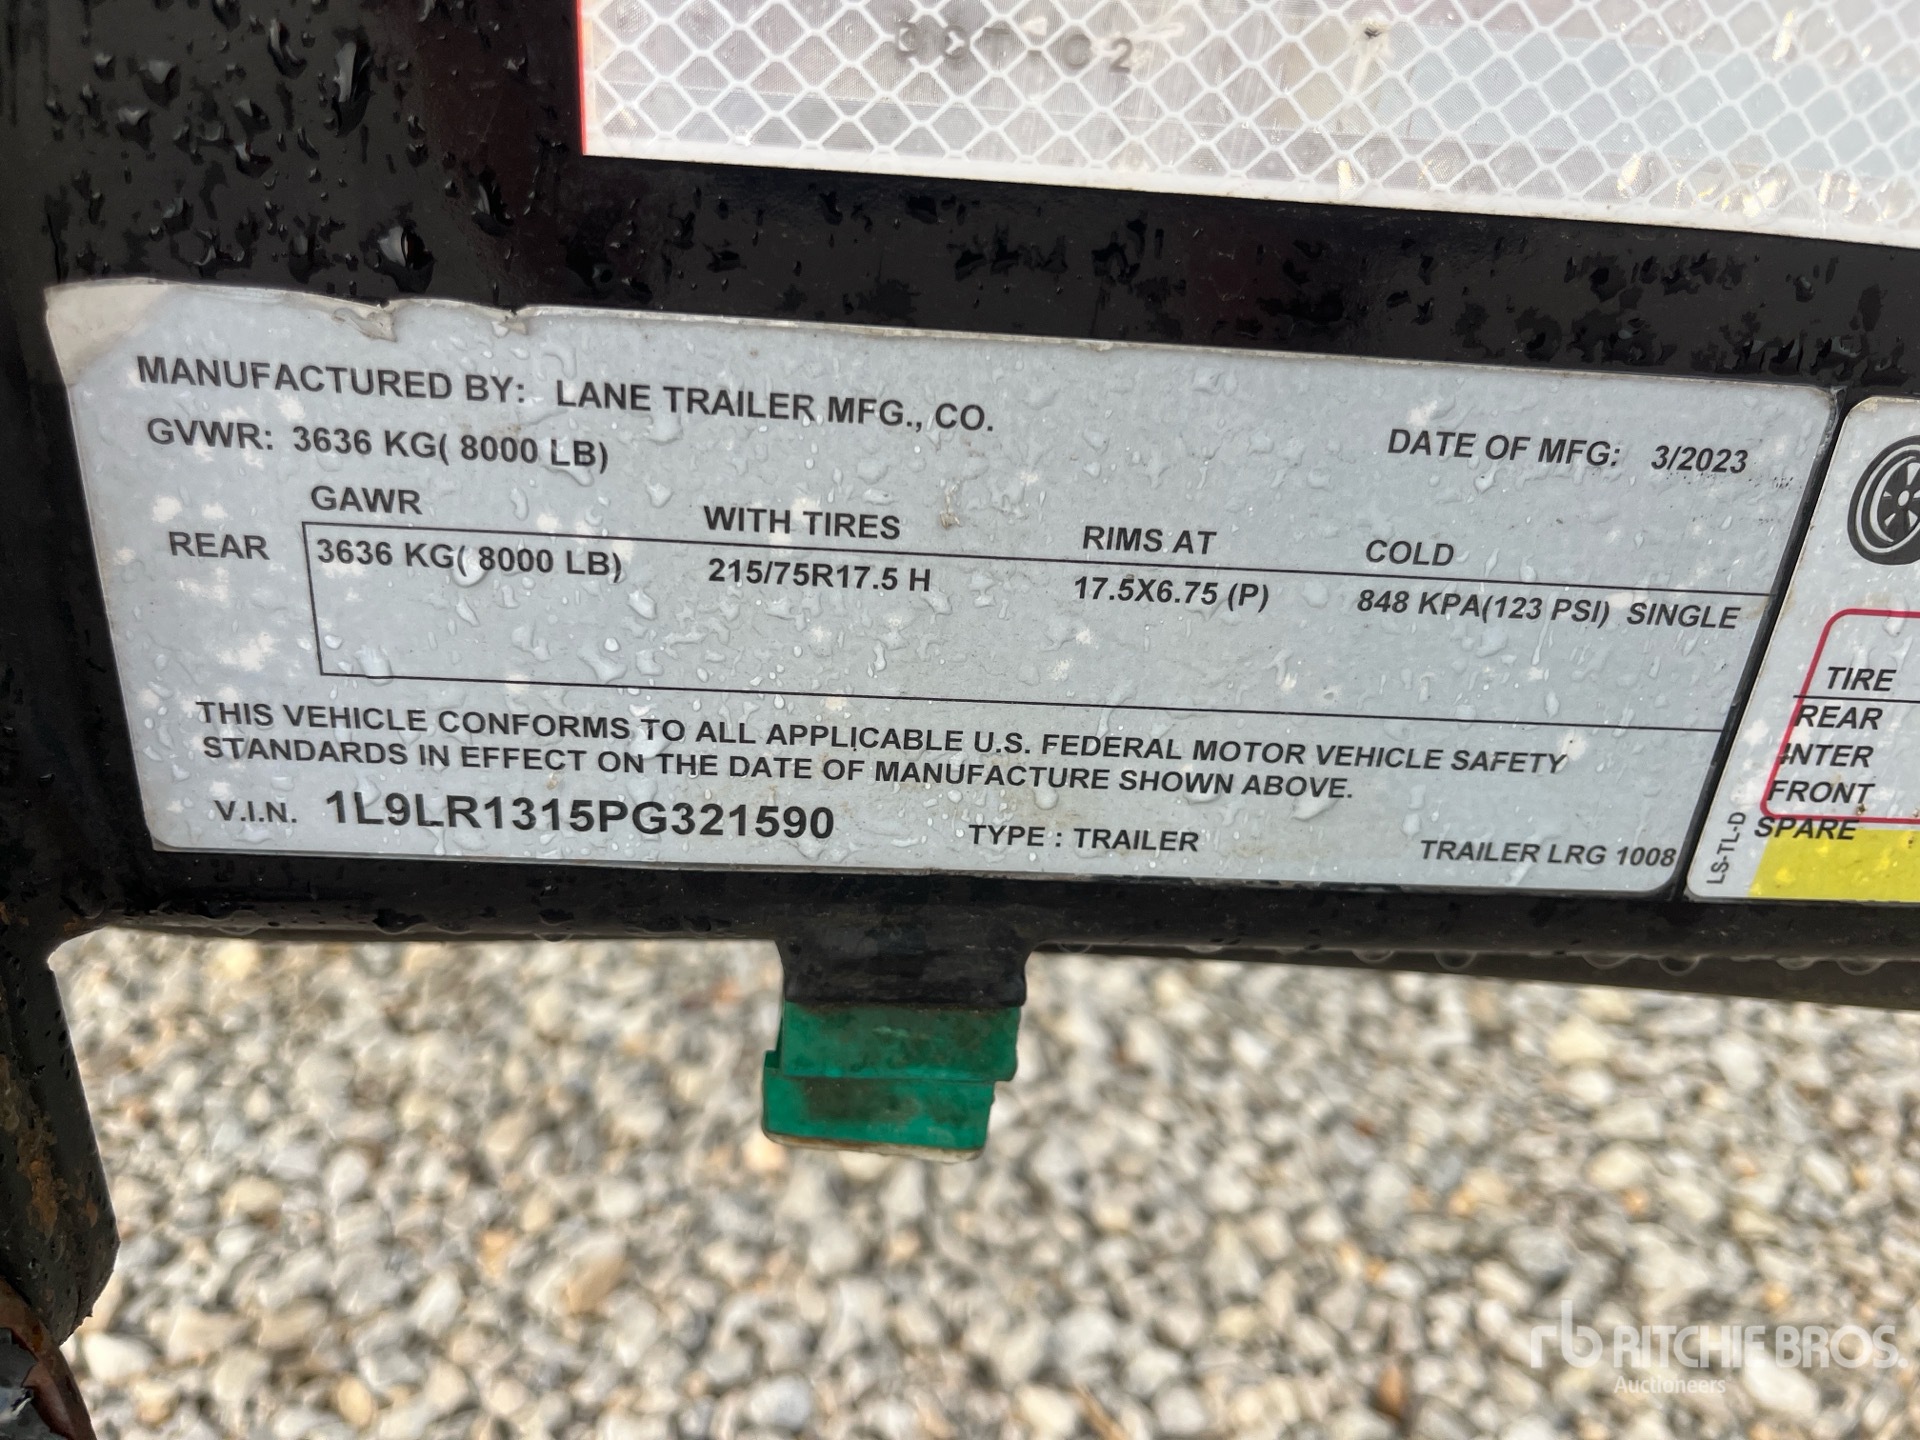 DOT-C2
MANUFACTURED BY: LANE TRAILER MFG., CO.
GVWR: 3636 KG( 8000 LB)
DATE OF MFG: 3/2023
GAWR WITH TIRES RIMS AT COLD
REAR 3636 KG( 8000 LB) 215/75R17.5 H 17.5X6.75 (P) 848 KPA(123 PSI) SINGLE
THIS VEHICLE CONFORMS TO ALL APPLICABLE U.S. FEDERAL MOTOR VEHICLE SAFETY
STANDARDS IN EFFECT ON THE DATE OF MANUFACTURE SHOWN ABOVE.
V.I.N. 1L9LR1315PG321590 TYPE : TRAILER TRAILER LRG 1008
TIRE
REAR
INTER
FRONT
SPARE
LS-TL-D
rb RITCHIE BROS.
Auctioneers